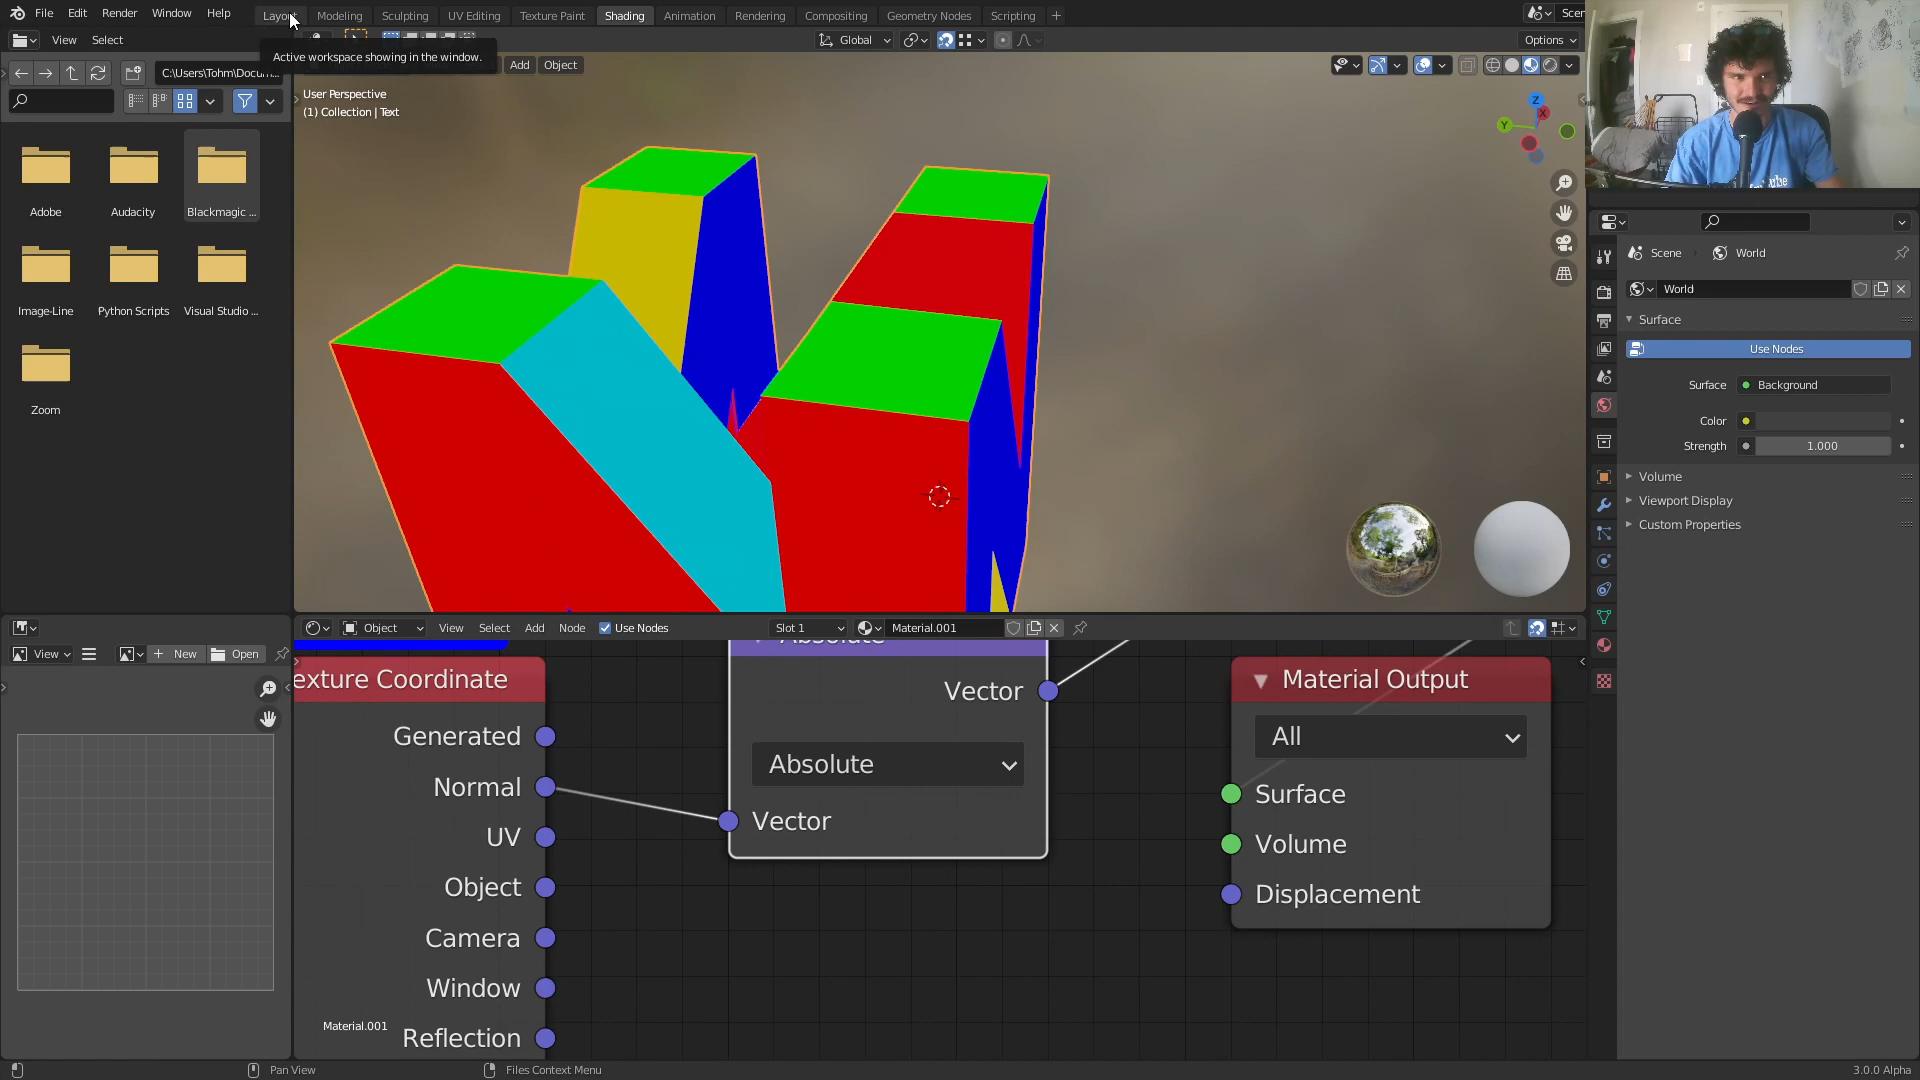 File Edit Render Window Help
Layout Modeling Sculpting UV Editing Texture Paint Shading Animation Rendering Compositing Geometry Nodes Scripting +
View Select
Global
Options
Active workspace showing in the window.
Add Object
C:\Users\Tohm\Docum...
User Perspective
(1) Collection | Text
Z
X
Y
Adobe
Audacity
Blackmagic ...
Image-Line
Python Scripts
Visual Studio ...
Zoom
Scene
World
World
Surface
Use Nodes
Surface
Background
Color
Strength
1.000
Volume
Viewport Display
Custom Properties
Object
View
Select
Add
Node
Use Nodes
Slot 1
Material.001
View
New
Open
exture Coordinate
Generated
Normal
UV
Object
Camera
Window
Reflection
Absolute
Vector
Absolute
Vector
Material Output
All
Surface
Volume
Displacement
Material.001
Pan View
Files Context Menu
3.0.0 Alpha